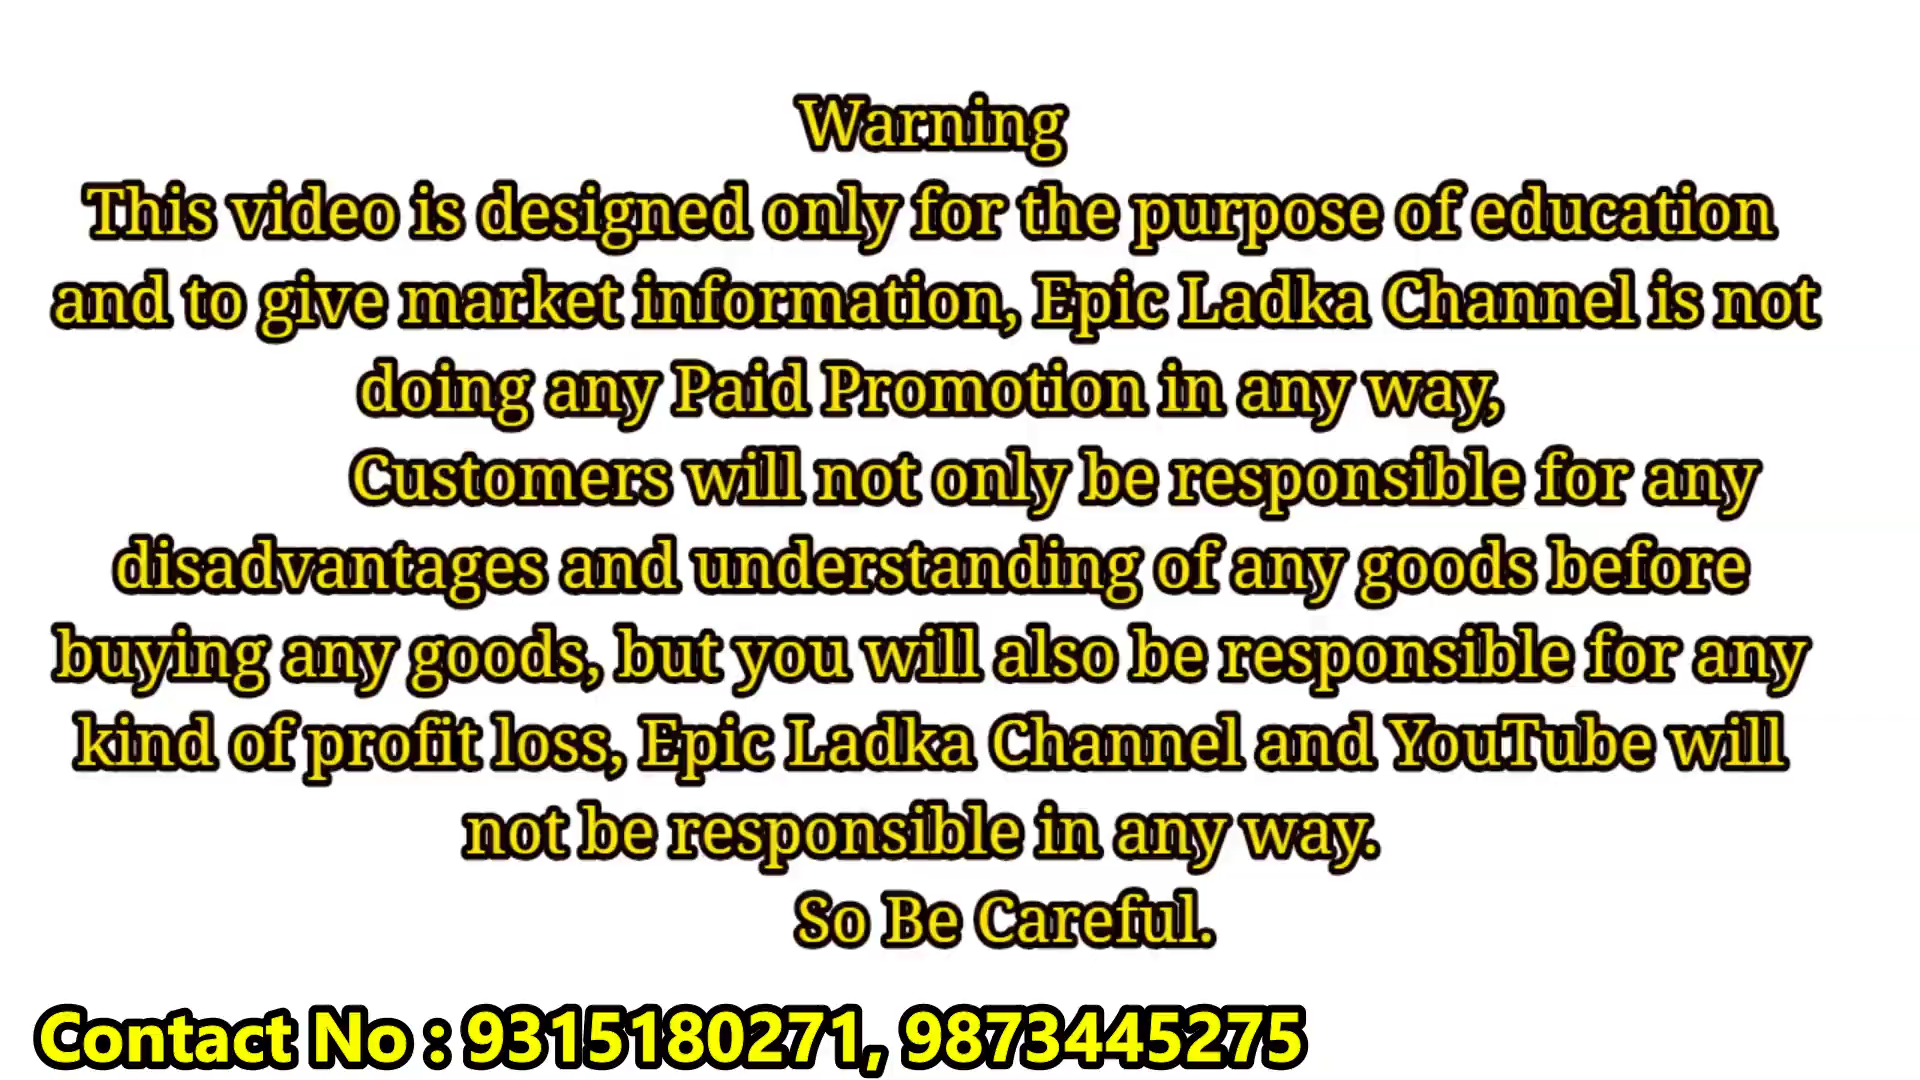 Warning
This video is designed only for the purpose of education
and to give market information, Epic Ladka Channel is not
doing any Paid Promotion in any way,
Customers will not only be responsible for any
disadvantages and understanding of any goods before
buying any goods, but you will also be responsible for any
kind of profit loss, Epic Ladka Channel and YouTube will
not be responsible in any way.
So Be Careful.
Contact No : 9315180271, 9873445275